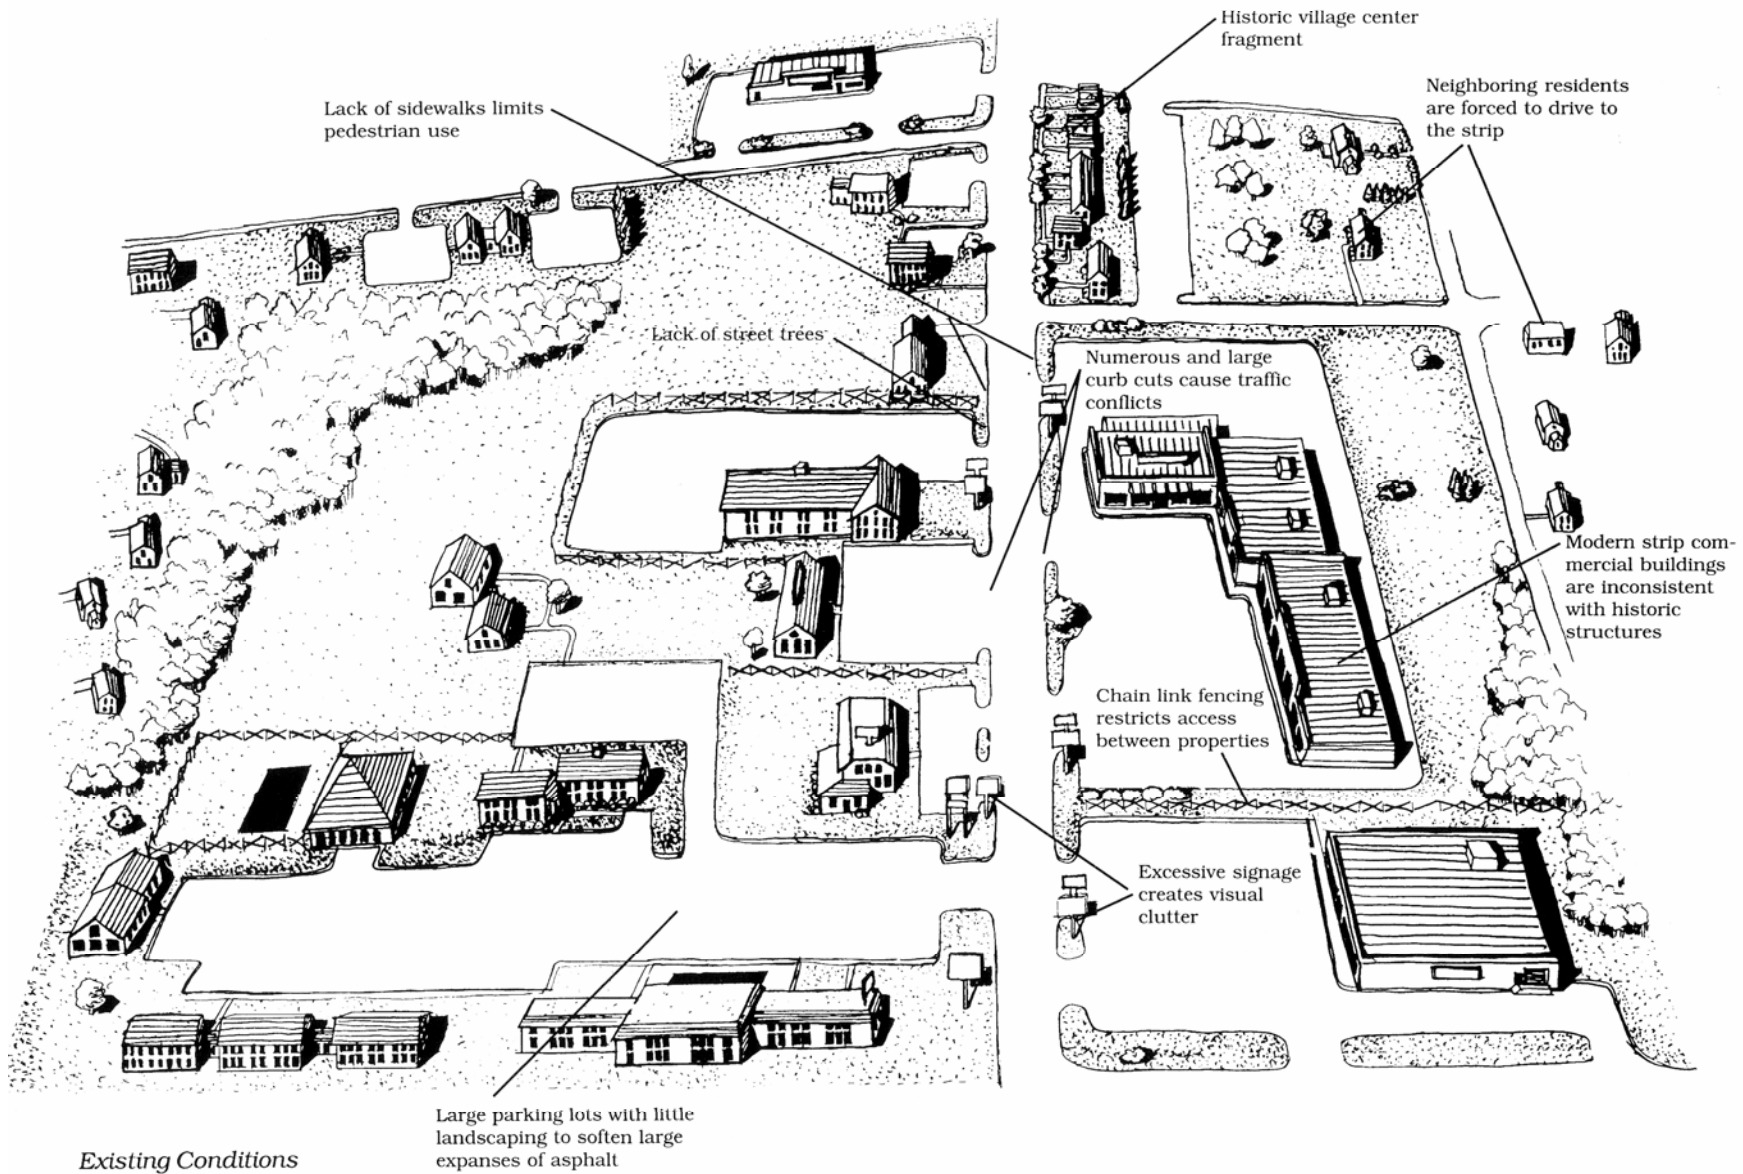 Historic village center
fragment
Neighboring residents
are forced to drive to
the strip
Lack of sidewalks limits
pedestrian use
Lack of street trees
Numerous and large
curb cuts cause traffic
conflicts
Modern strip com-
mercial buildings
are inconsistent
with historic
structures
Chain link fencing
restricts access
between properties
Excessive signage
creates visual
clutter
Large parking lots with little
landscaping to soften large
expanses of asphalt
Existing Conditions